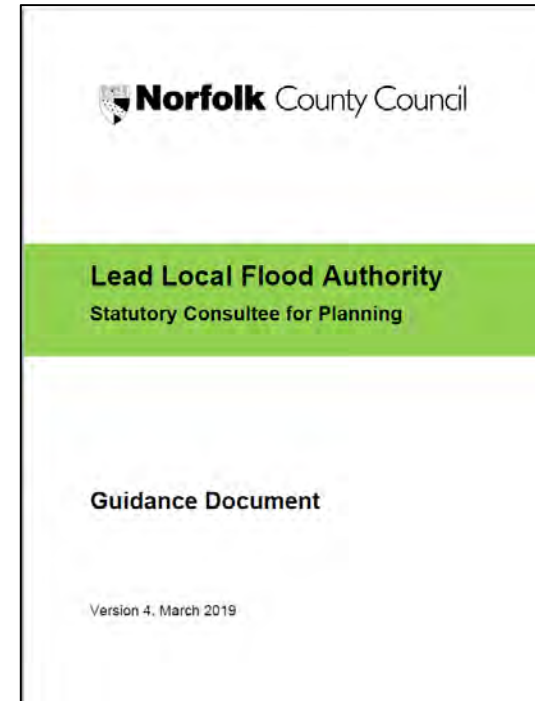 Norfolk County Council
Lead Local Flood Authority
Statutory Consultee for Planning
Guidance Document
Version 4, March 2019